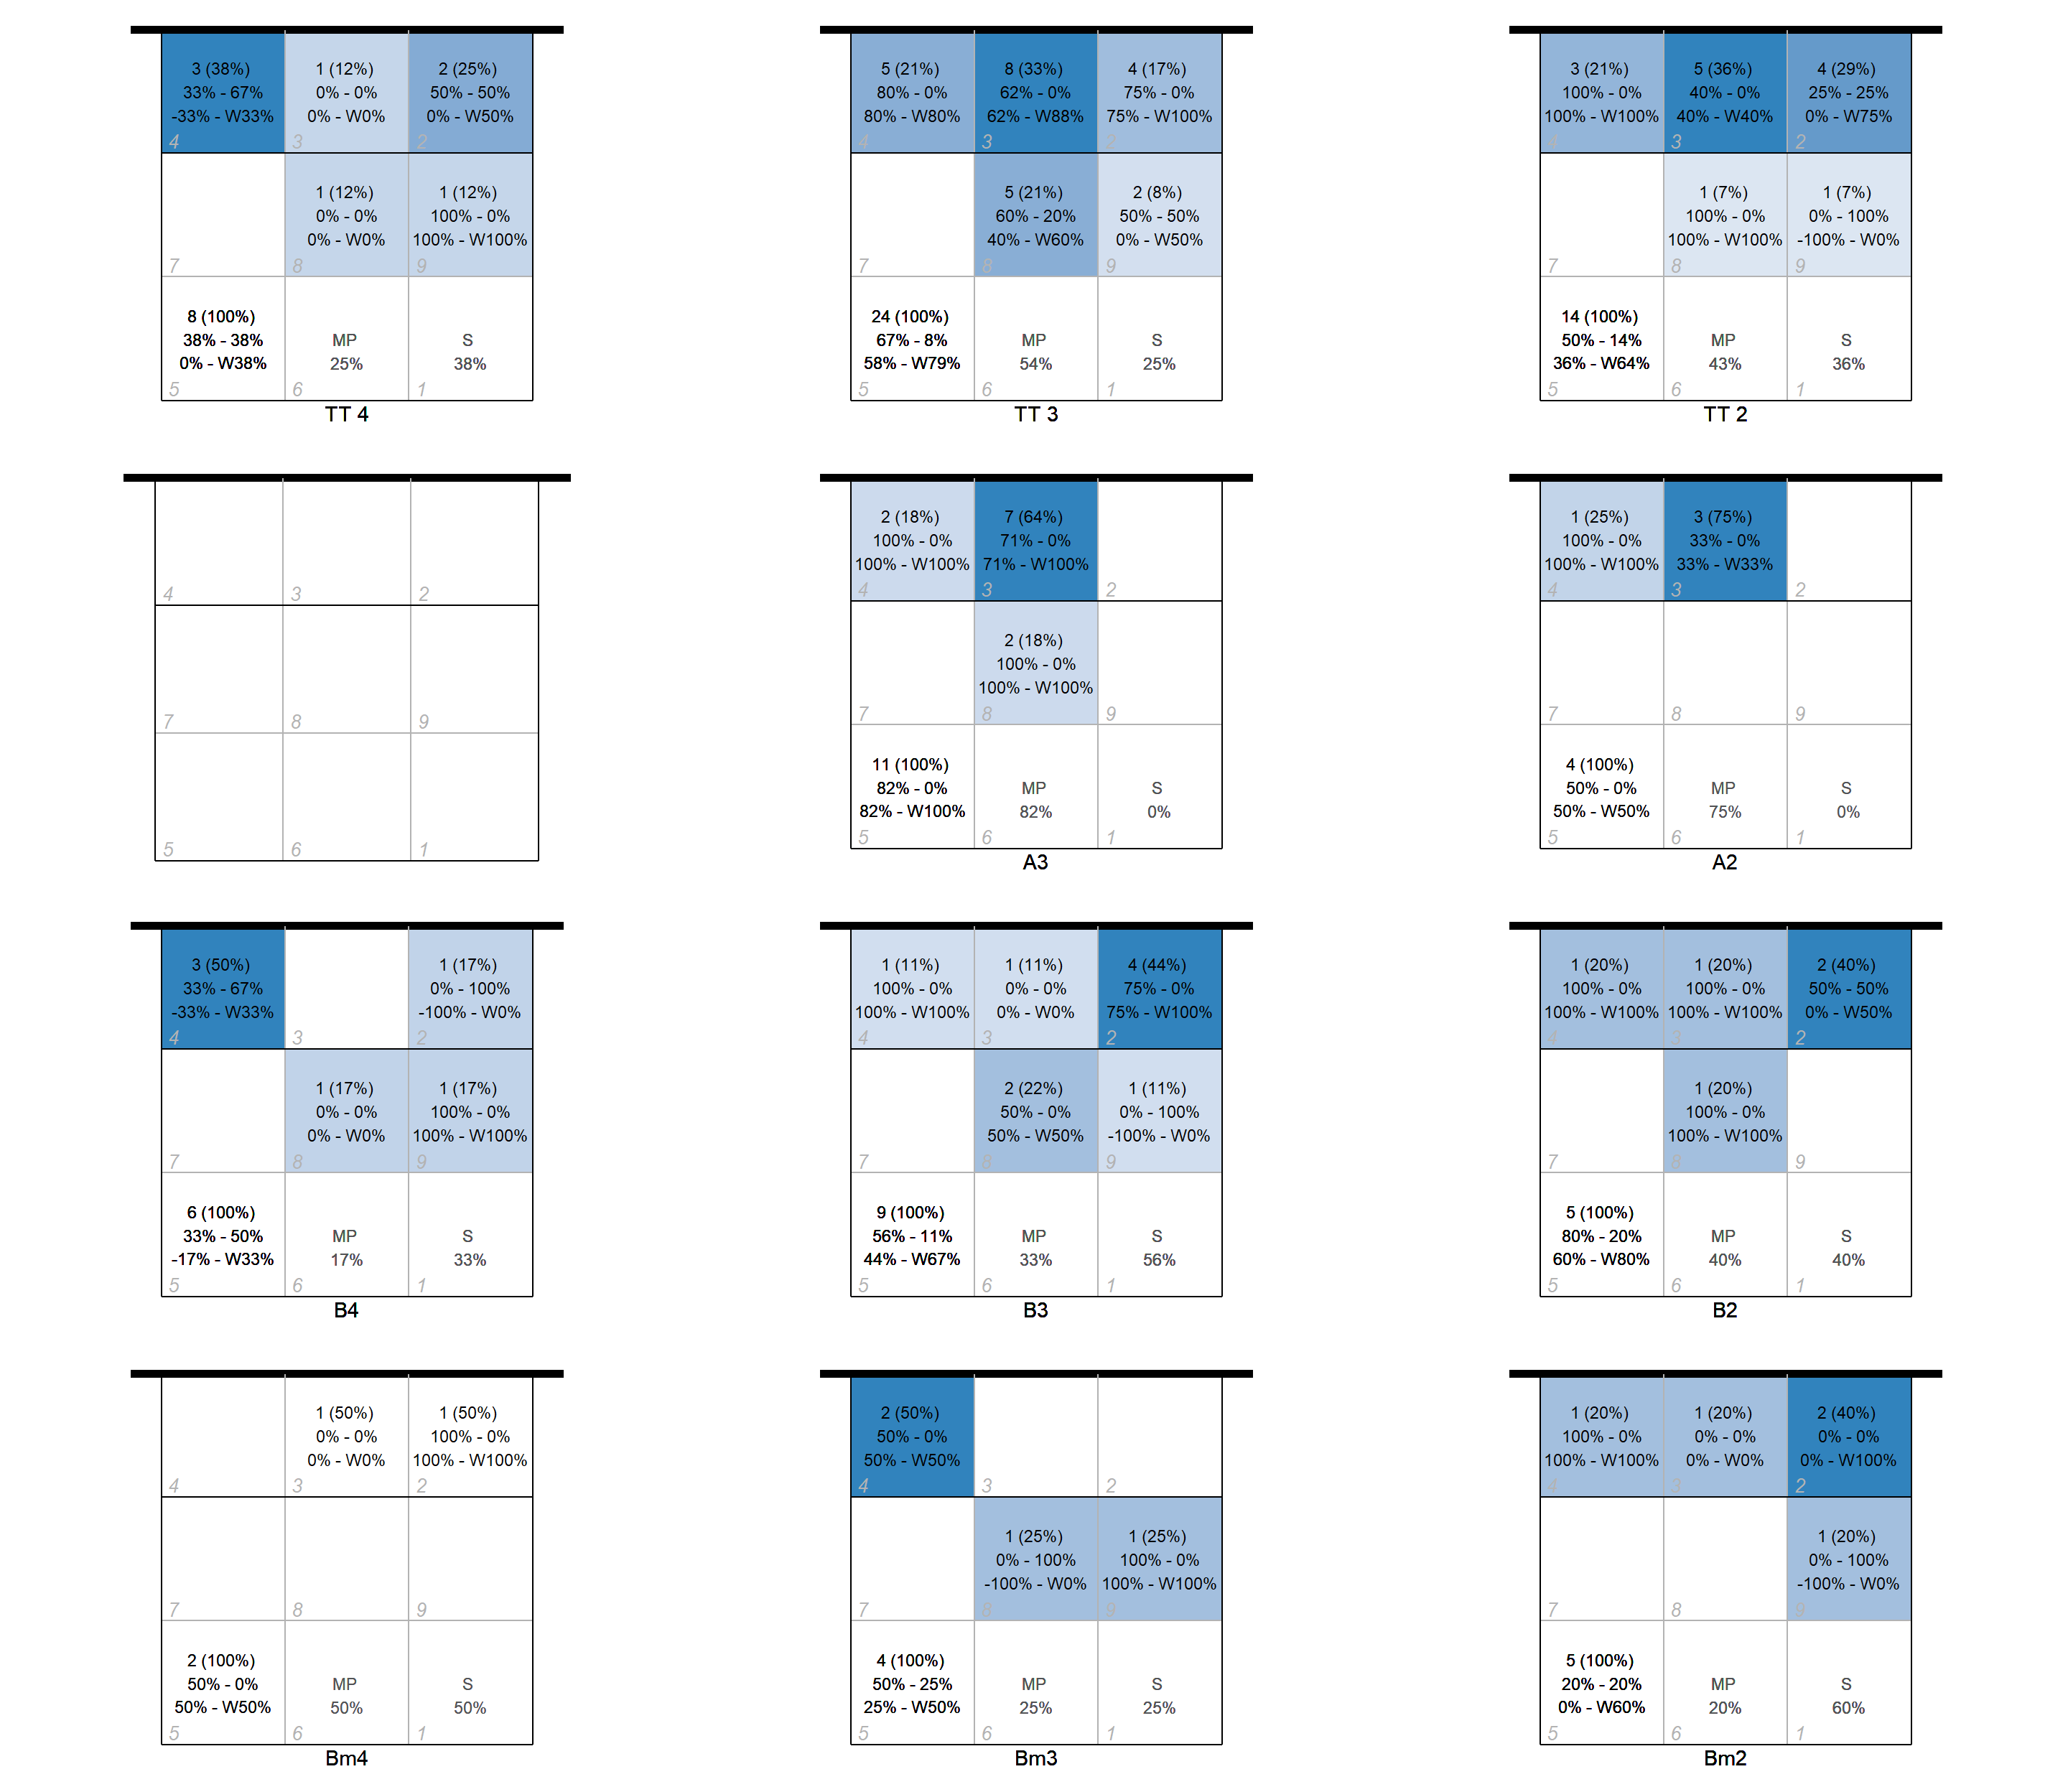 3 (38%)
33% - 67%
-33% - W33%
4
1 (12%)
0% - 0%
0% - W0%
3
2 (25%)
50% - 50%
0% - W50%
2
7
1 (12%)
0% - 0%
0% - W0%
8
1 (12%)
100% - 0%
100% - W100%
9
8 (100%)
38% - 38%
0% - W38%
5
MP
25%
6
S
38%
1
TT 4
5 (21%)
80% - 0%
80% - W80%
4
8 (33%)
62% - 0%
62% - W88%
3
4 (17%)
75% - 0%
75% - W100%
2
7
5 (21%)
60% - 20%
40% - W60%
8
2 (8%)
50% - 50%
0% - W50%
9
24 (100%)
67% - 8%
58% - W79%
5
MP
54%
6
S
25%
1
TT 3
3 (21%)
100% - 0%
100% - W100%
4
5 (36%)
40% - 0%
40% - W40%
3
4 (29%)
25% - 25%
0% - W75%
2
7
1 (7%)
100% - 0%
100% - W100%
8
1 (7%)
0% - 100%
-100% - W0%
9
14 (100%)
50% - 14%
36% - W64%
5
MP
43%
6
S
36%
1
TT 2
4
3
2
7
8
9
5
6
1
2 (18%)
100% - 0%
100% - W100%
4
7 (64%)
71% - 0%
71% - W100%
3
2
7
2 (18%)
100% - 0%
100% - W100%
8
9
11 (100%)
82% - 0%
82% - W100%
5
MP
82%
6
S
0%
1
A3
1 (25%)
100% - 0%
100% - W100%
4
3 (75%)
33% - 0%
33% - W33%
3
2
7
8
9
4 (100%)
50% - 0%
50% - W50%
5
MP
75%
6
S
0%
1
A2
3 (50%)
33% - 67%
-33% - W33%
4
3
1 (17%)
0% - 100%
-100% - W0%
2
7
1 (17%)
0% - 0%
0% - W0%
8
1 (17%)
100% - 0%
100% - W100%
9
6 (100%)
33% - 50%
-17% - W33%
5
MP
17%
6
S
33%
1
B4
1 (11%)
100% - 0%
100% - W100%
4
1 (11%)
0% - 0%
0% - W0%
3
4 (44%)
75% - 0%
75% - W100%
2
7
2 (22%)
50% - 0%
50% - W50%
8
1 (11%)
0% - 100%
-100% - W0%
9
9 (100%)
56% - 11%
44% - W67%
5
MP
33%
6
S
56%
1
B3
1 (20%)
100% - 0%
100% - W100%
4
1 (20%)
100% - 0%
100% - W100%
3
2 (40%)
50% - 50%
0% - W50%
2
7
1 (20%)
100% - 0%
100% - W100%
8
9
5 (100%)
80% - 20%
60% - W80%
5
MP
40%
6
S
40%
1
B2
4
1 (50%)
0% - 0%
0% - W0%
3
1 (50%)
100% - 0%
100% - W100%
2
7
8
9
2 (100%)
50% - 0%
50% - W50%
5
MP
50%
6
S
50%
1
Bm4
2 (50%)
50% - 0%
50% - W50%
4
3
2
7
1 (25%)
0% - 100%
-100% - W0%
8
1 (25%)
100% - 0%
100% - W100%
9
4 (100%)
50% - 25%
25% - W50%
5
MP
25%
6
S
25%
1
Bm3
1 (20%)
100% - 0%
100% - W100%
4
1 (20%)
0% - 0%
0% - W0%
3
2 (40%)
0% - 0%
0% - W100%
2
7
8
1 (20%)
0% - 100%
-100% - W0%
9
5 (100%)
20% - 20%
0% - W60%
5
MP
20%
6
S
60%
1
Bm2